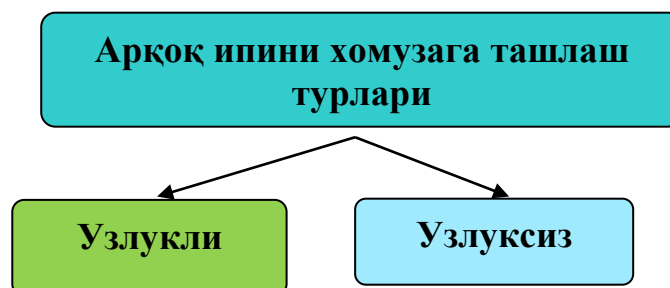 Арқоқ ипини хомузага ташлаш
турлари
Узлукли
Узлуксиз